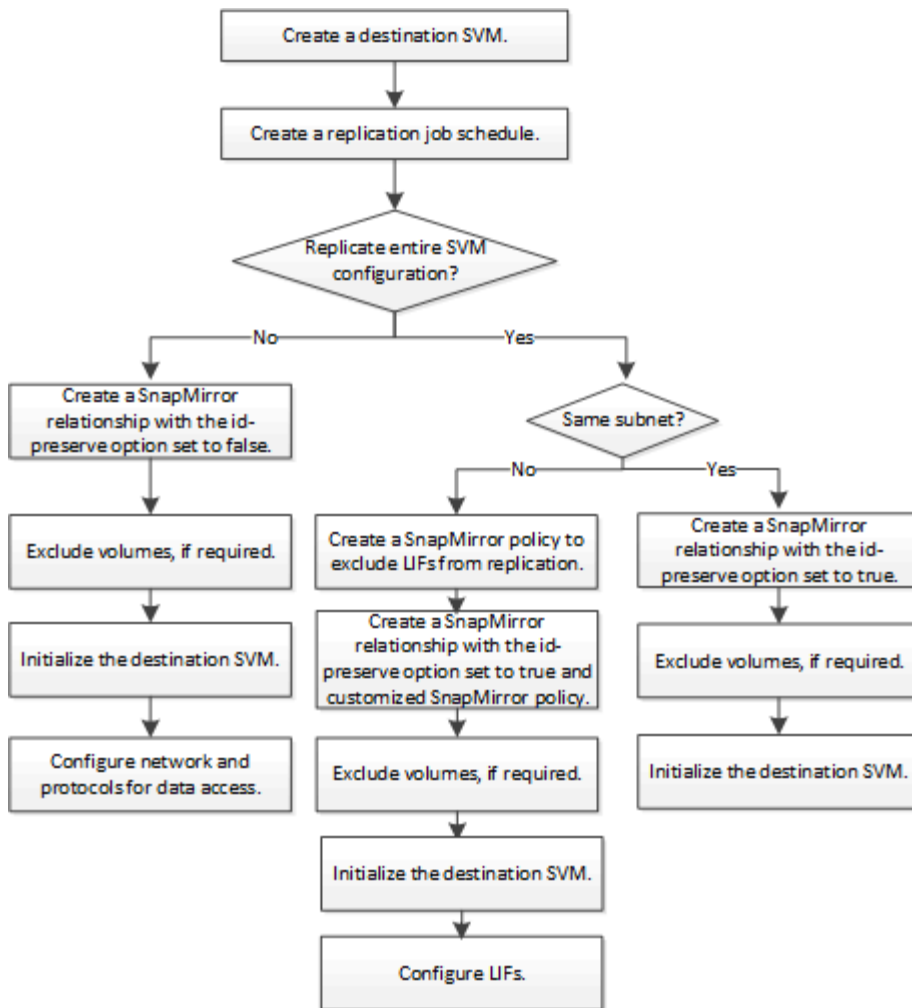 Create a destination SVM.
Create a replication job schedule.
Replicate entire SVM
configuration?
No
Yes
Create a SnapMirror
relationship with the id-
preserve option set to false.
Exclude volumes, if required.
Initialize the destination SVM.
Configure network and
protocols for data access.
Same subnet?
No
Yes
Create a SnapMirror policy to
exclude LIFs from replication.
Create a SnapMirror
relationship with the id-
preserve option set to true and
customized SnapMirror policy.
Exclude volumes, if required.
Initialize the destination SVM.
Configure LIFs.
Create a SnapMirror
relationship with the id-
preserve option set to true.
Exclude volumes, if required.
Initialize the destination SVM.